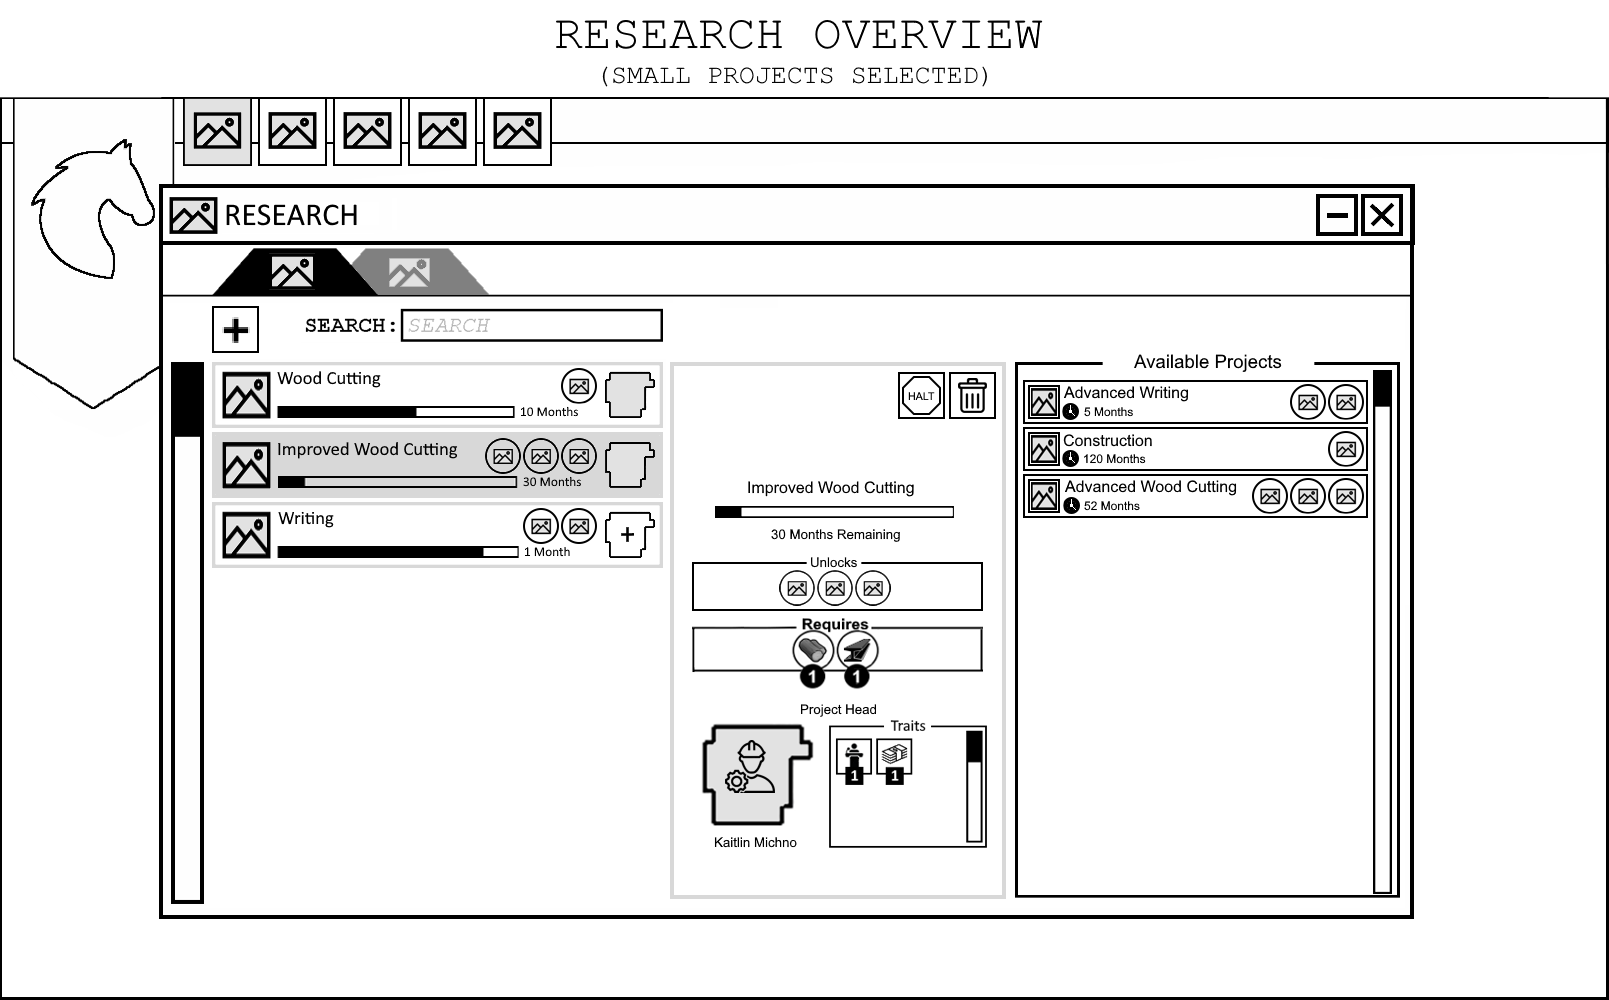 RESEARCH OVERVIEW
(SMALL PROJECTS SELECTED)
RESEARCH
+
SEARCH: SEARCH
Wood Cutting
10 Months
Improved Wood Cutting
30 Months
Writing
+
1 Month
HALT
Improved Wood Cutting
30 Months Remaining
Unlocks
Requires
1 1
Project Head
Traits
1 1
Kaitlin Michno
Available Projects
Advanced Writing
5 Months
Construction
120 Months
Advanced Wood Cutting
52 Months